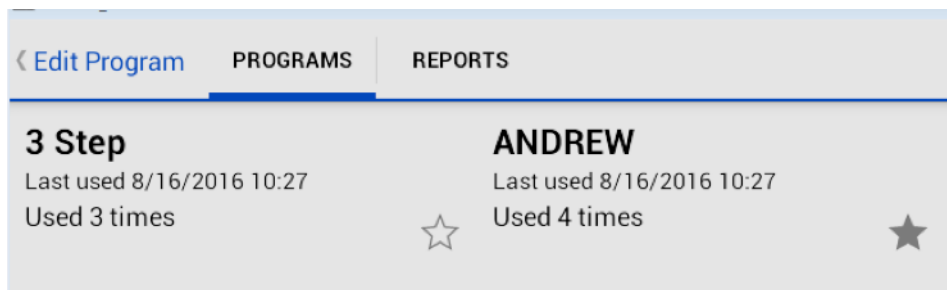 Edit Program PROGRAMS REPORTS
3 Step
Last used 8/16/2016 10:27
Used 3 times
ANDREW
Last used 8/16/2016 10:27
Used 4 times